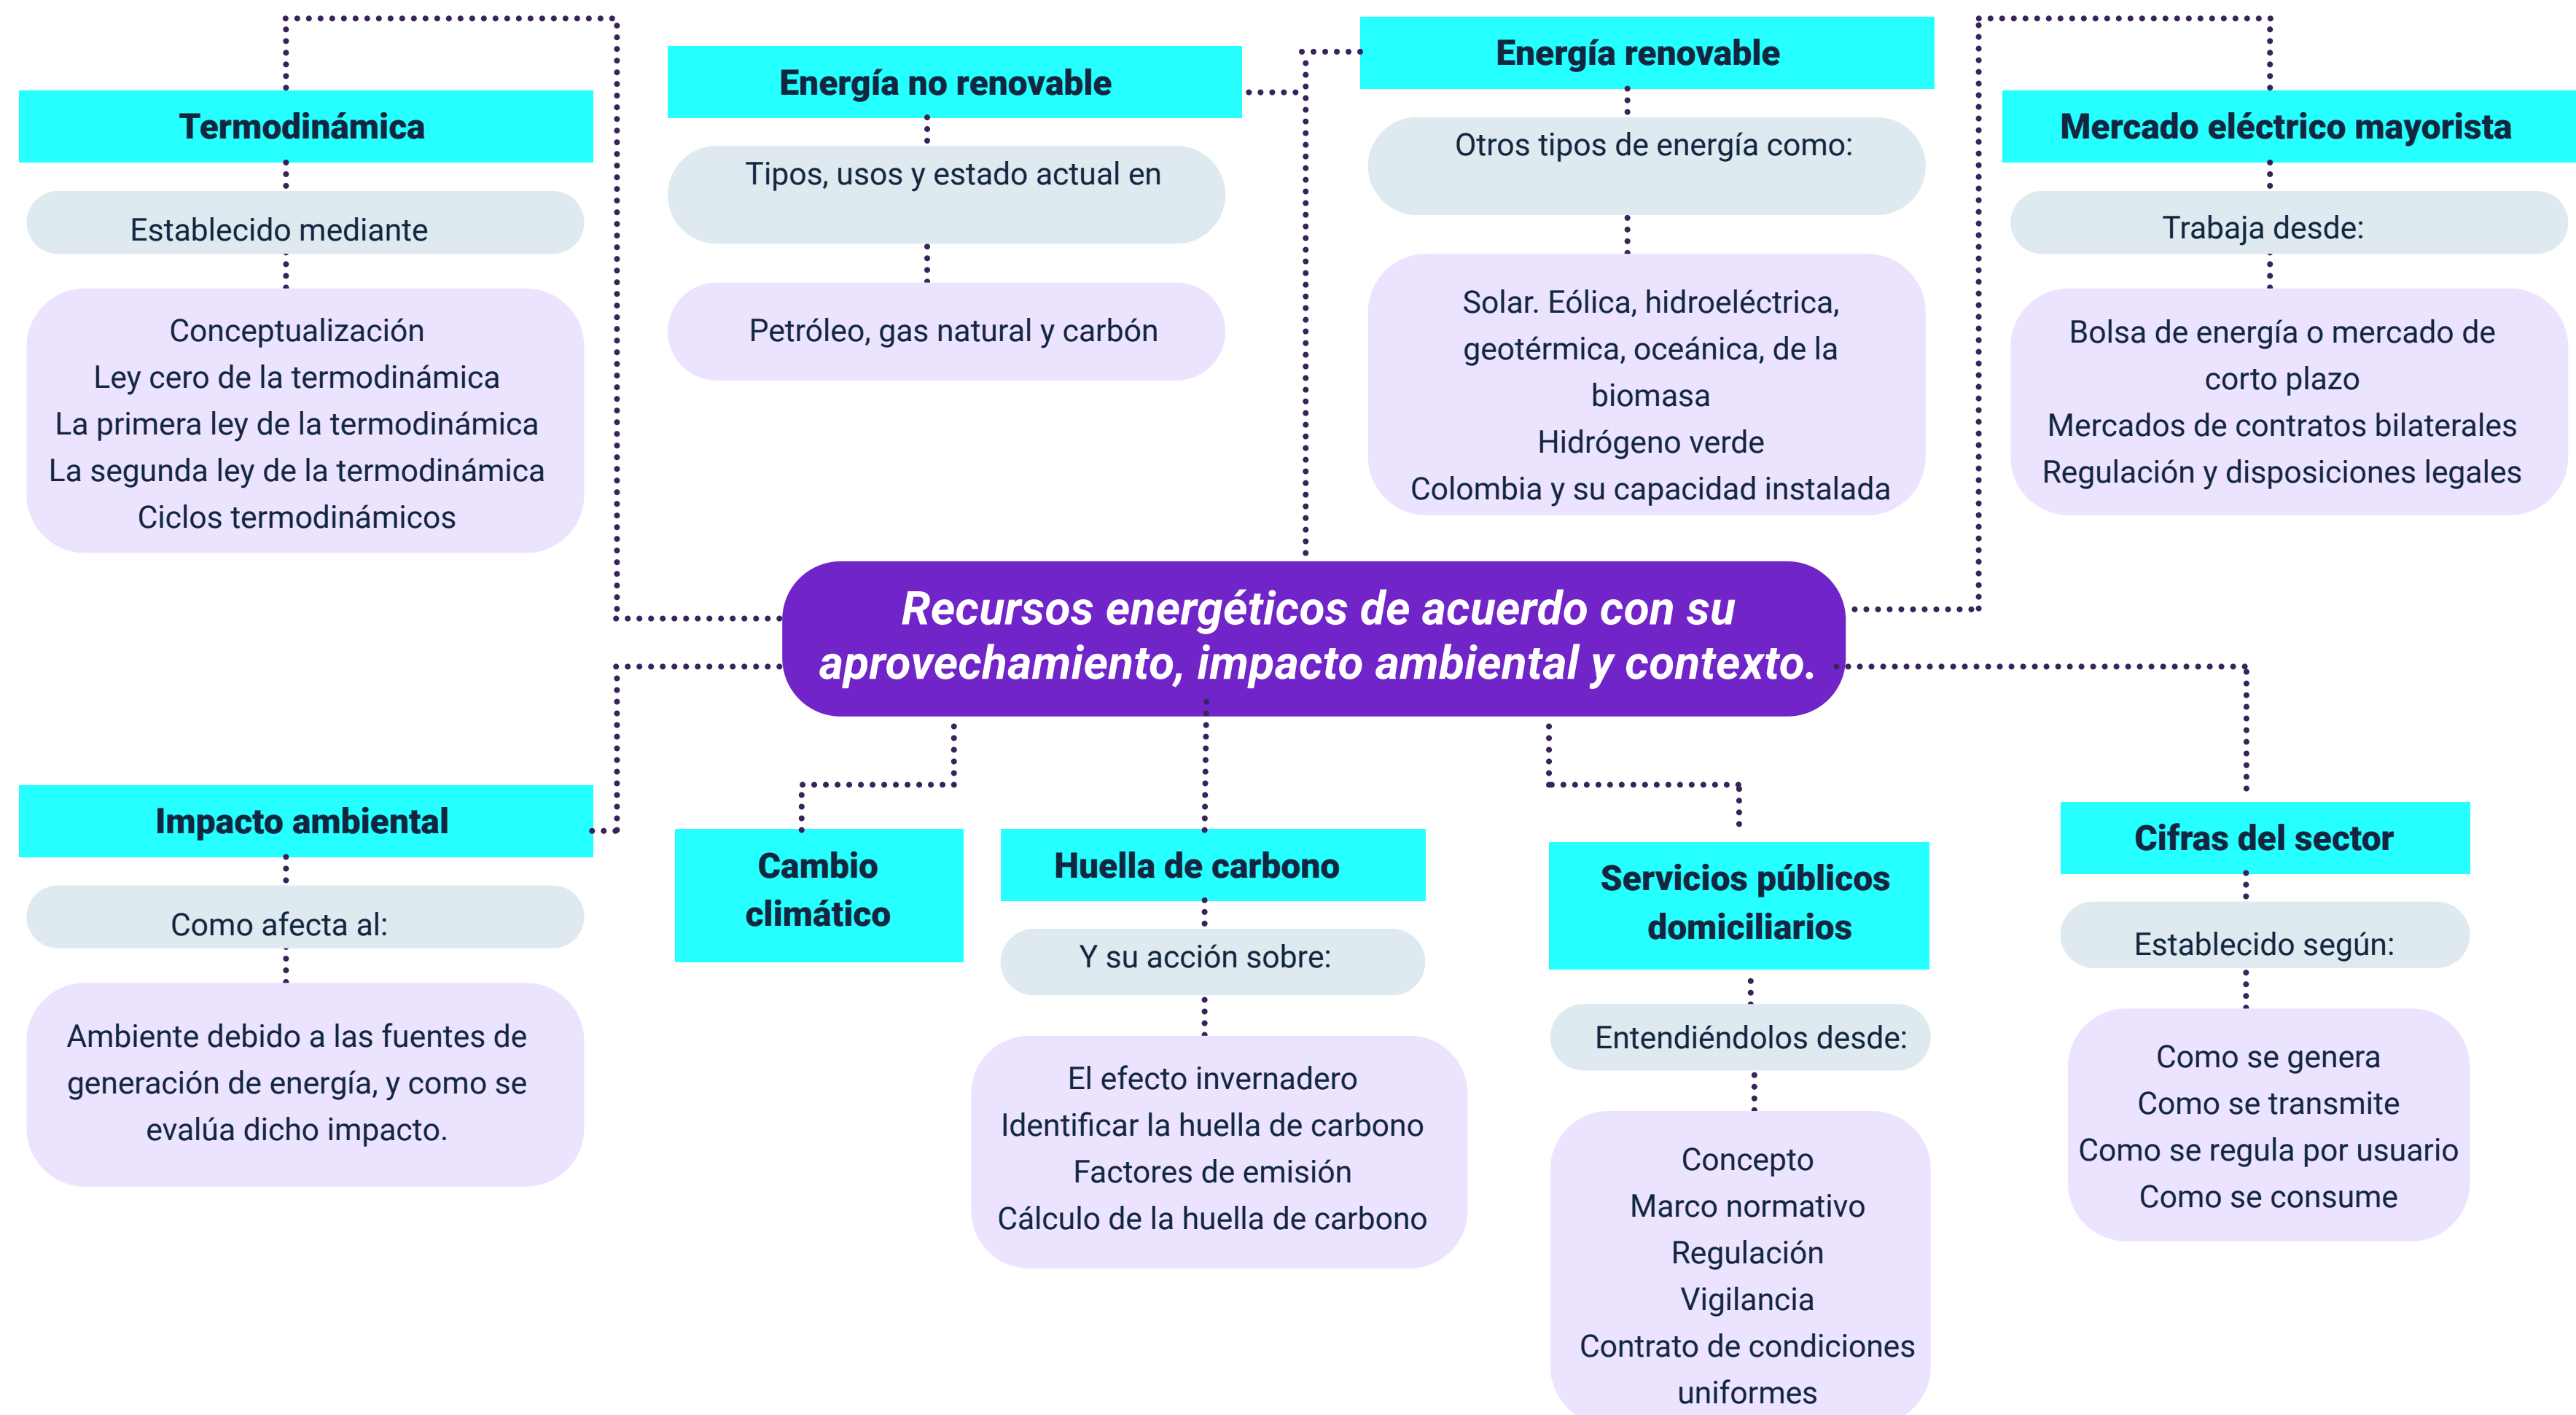 Termodinámica
Establecido mediante
Conceptualización
Ley cero de la termodinámica
La primera ley de la termodinámica
La segunda ley de la termodinámica
Ciclos termodinámicos
Energía no renovable
Tipos, usos y estado actual en
Petróleo, gas natural y carbón
Energía renovable
Otros tipos de energía como:
Solar. Eólica, hidroeléctrica,
geotérmica, oceánica, de la
biomasa
Hidrógeno verde
Colombia y su capacidad instalada
Mercado eléctrico mayorista
Trabaja desde:
Bolsa de energía o mercado de
corto plazo
Mercados de contratos bilaterales
Regulación y disposiciones legales
Recursos energéticos de acuerdo con su
aprovechamiento, impacto ambiental y contexto.
Impacto ambiental
Como afecta al:
Ambiente debido a las fuentes de
generación de energía, y como se
evalúa dicho impacto.
Cambio
climático
Huella de carbono
Y su acción sobre:
El efecto invernadero
Identificar la huella de carbono
Factores de emisión
Cálculo de la huella de carbono
Servicios públicos
domiciliarios
Entendiéndolos desde:
Concepto
Marco normativo
Regulación
Vigilancia
Contrato de condiciones
uniformes
Cifras del sector
Establecido según:
Como se genera
Como se transmite
Como se regula por usuario
Como se consume